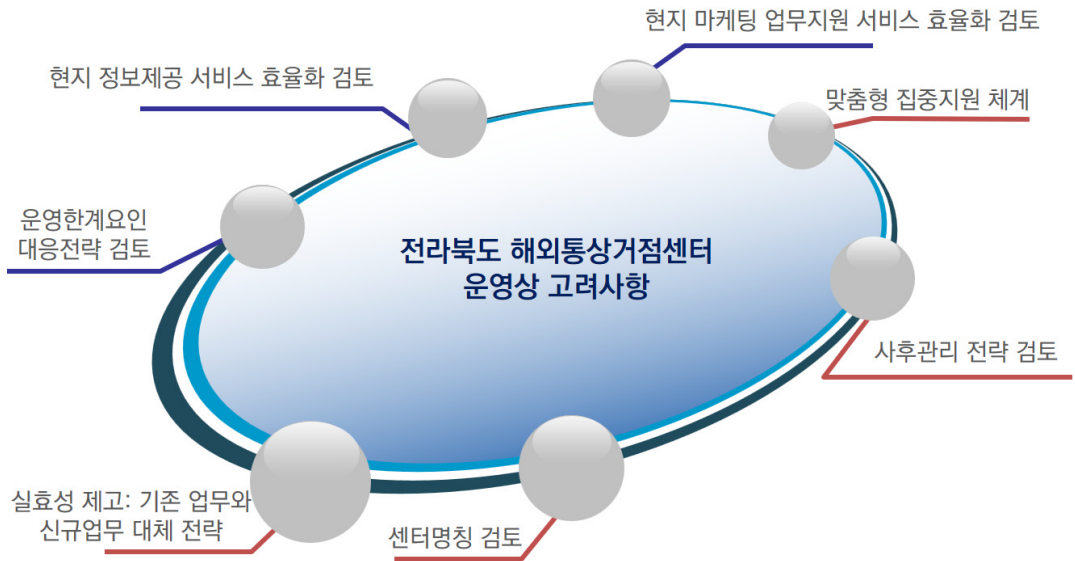 현지 마케팅 업무지원 서비스 효율화 검토
현지 정보제공 서비스 효율화 검토
맞춤형 집중지원 체계
운영한계요인
대응전략 검토
전라북도 해외통상거점센터
운영상 고려사항
사후관리 전략 검토
실효성 제고: 기존 업무와
신규업무 대체 전략
센터명칭 검토